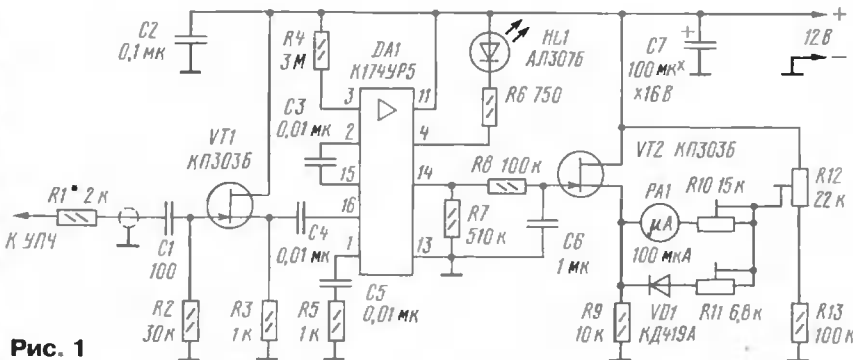 C2
0,1 мк
R4
3 М
DA1
К174УР5
HL1
АЛ307Б
C7
100 мк×
×16 В
+
12 В
−
3
11
C3
0,01 мк
2
4
R6 750
VT1
КП303Б
15
14
R8 100 к
VT2 КП303Б
R12
22 к
R1* 2 к
К УПЧ
C1
100
16
C4
0,01 мк
R7
510 к
PA1
μA
100 мкА
R10 15 к
1
13
C6
1 мк
C5
0,01 мк
R2
30 к
R3
1 к
R5
1 к
R9
10 к
VD1
КД419А
R11 6,8 к
R13
100 к
Рис. 1